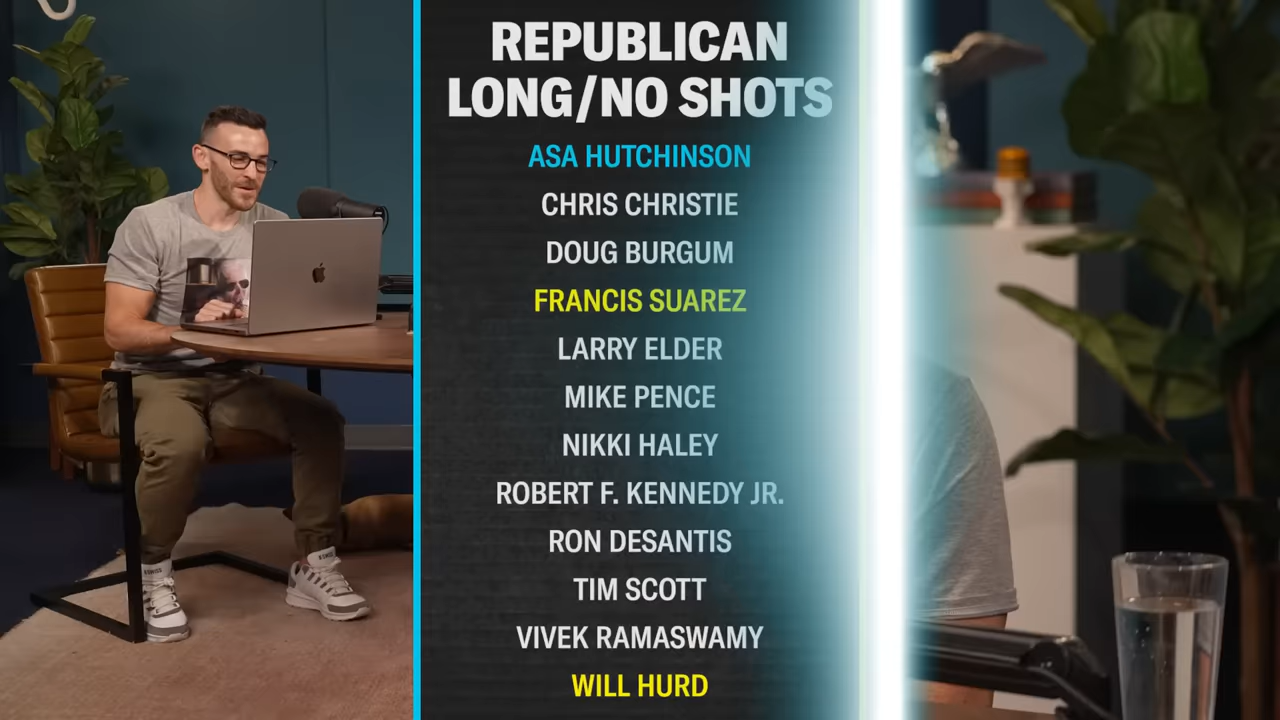 REPUBLICAN
LONG/NO SHOTS
ASA HUTCHINSON
CHRIS CHRISTIE
DOUG BURGUM
FRANCIS SUAREZ
LARRY ELDER
MIKE PENCE
NIKKI HALEY
ROBERT F. KENNEDY JR.
RON DESANTIS
TIM SCOTT
VIVEK RAMASWAMY
WILL HURD